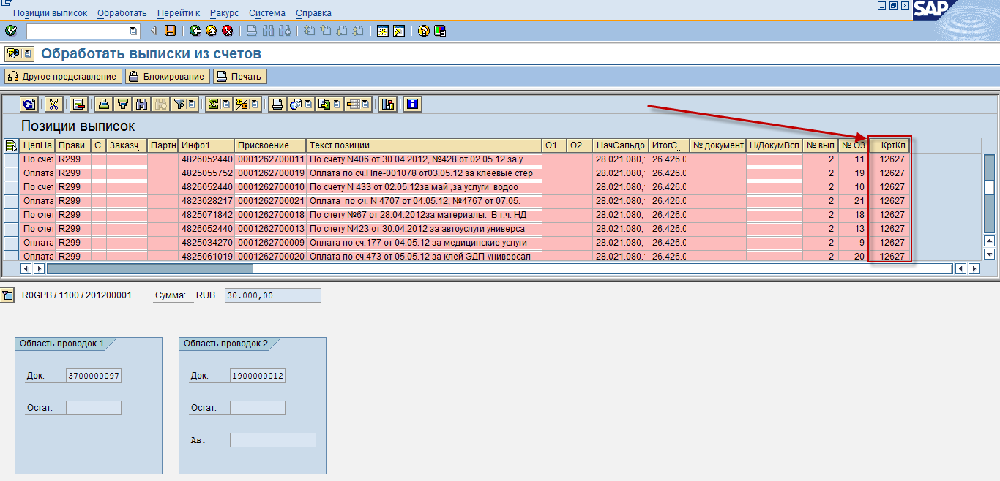 Позиции выписок Обработать Перейти к Ракурс Система Справка
SAP
Обработать выписки из счетов
Другое представление Блокирование Печать
Позиции выписок
ЦелНа Прави С Заказч... Партн Инфо1 Присвоение Текст позиции О1 О2 НачСальдо ИтогС... № документ Н/ДокумВсп № вып № ОЗ КртКл
По счет R299 4826052440 0001262700011 По счету N406 от 30.04.2012, №428 от 02.05.12 за у 28.021.080, 26.426.0 2 11 12627
Оплата R299 4825055752 0001262700019 Оплата по сч.Пле-001078 от03.05.12 за клеевые стер 28.021.080, 26.426.0 2 19 12627
По счет R299 4826052440 0001262700010 По счету N 433 от 02.05.12за май ,за услуги водоо 28.021.080, 26.426.0 2 10 12627
Оплата R299 4823028217 0001262700021 Оплата по сч. N 4707 от 04.05.12, №4767 от 07.05. 28.021.080, 26.426.0 2 21 12627
По счет R299 4825071842 0001262700018 По счету №67 от 28.04.2012за материалы. В т.ч. НД 28.021.080, 26.426.0 2 18 12627
По счет R299 4826052440 0001262700013 По счету N423 от 30.04.2012 за автоуслуги универса 28.021.080, 26.426.0 2 13 12627
Оплата R299 4825034270 0001262700009 Оплата по сч.177 от 04.05.12 за медицинские услуги 28.021.080, 26.426.0 2 9 12627
Оплата R299 4825061019 0001262700020 Оплата по сч.473 от 05.05.12 за клей ЭДП-универсал 28.021.080, 26.426.0 2 20 12627
R0GPB / 1100 / 201200001 Сумма: RUB 30.000,00
Область проводок 1 Область проводок 2
Док. 3700000097 Док. 1900000012
Остат. Остат.
Ав.